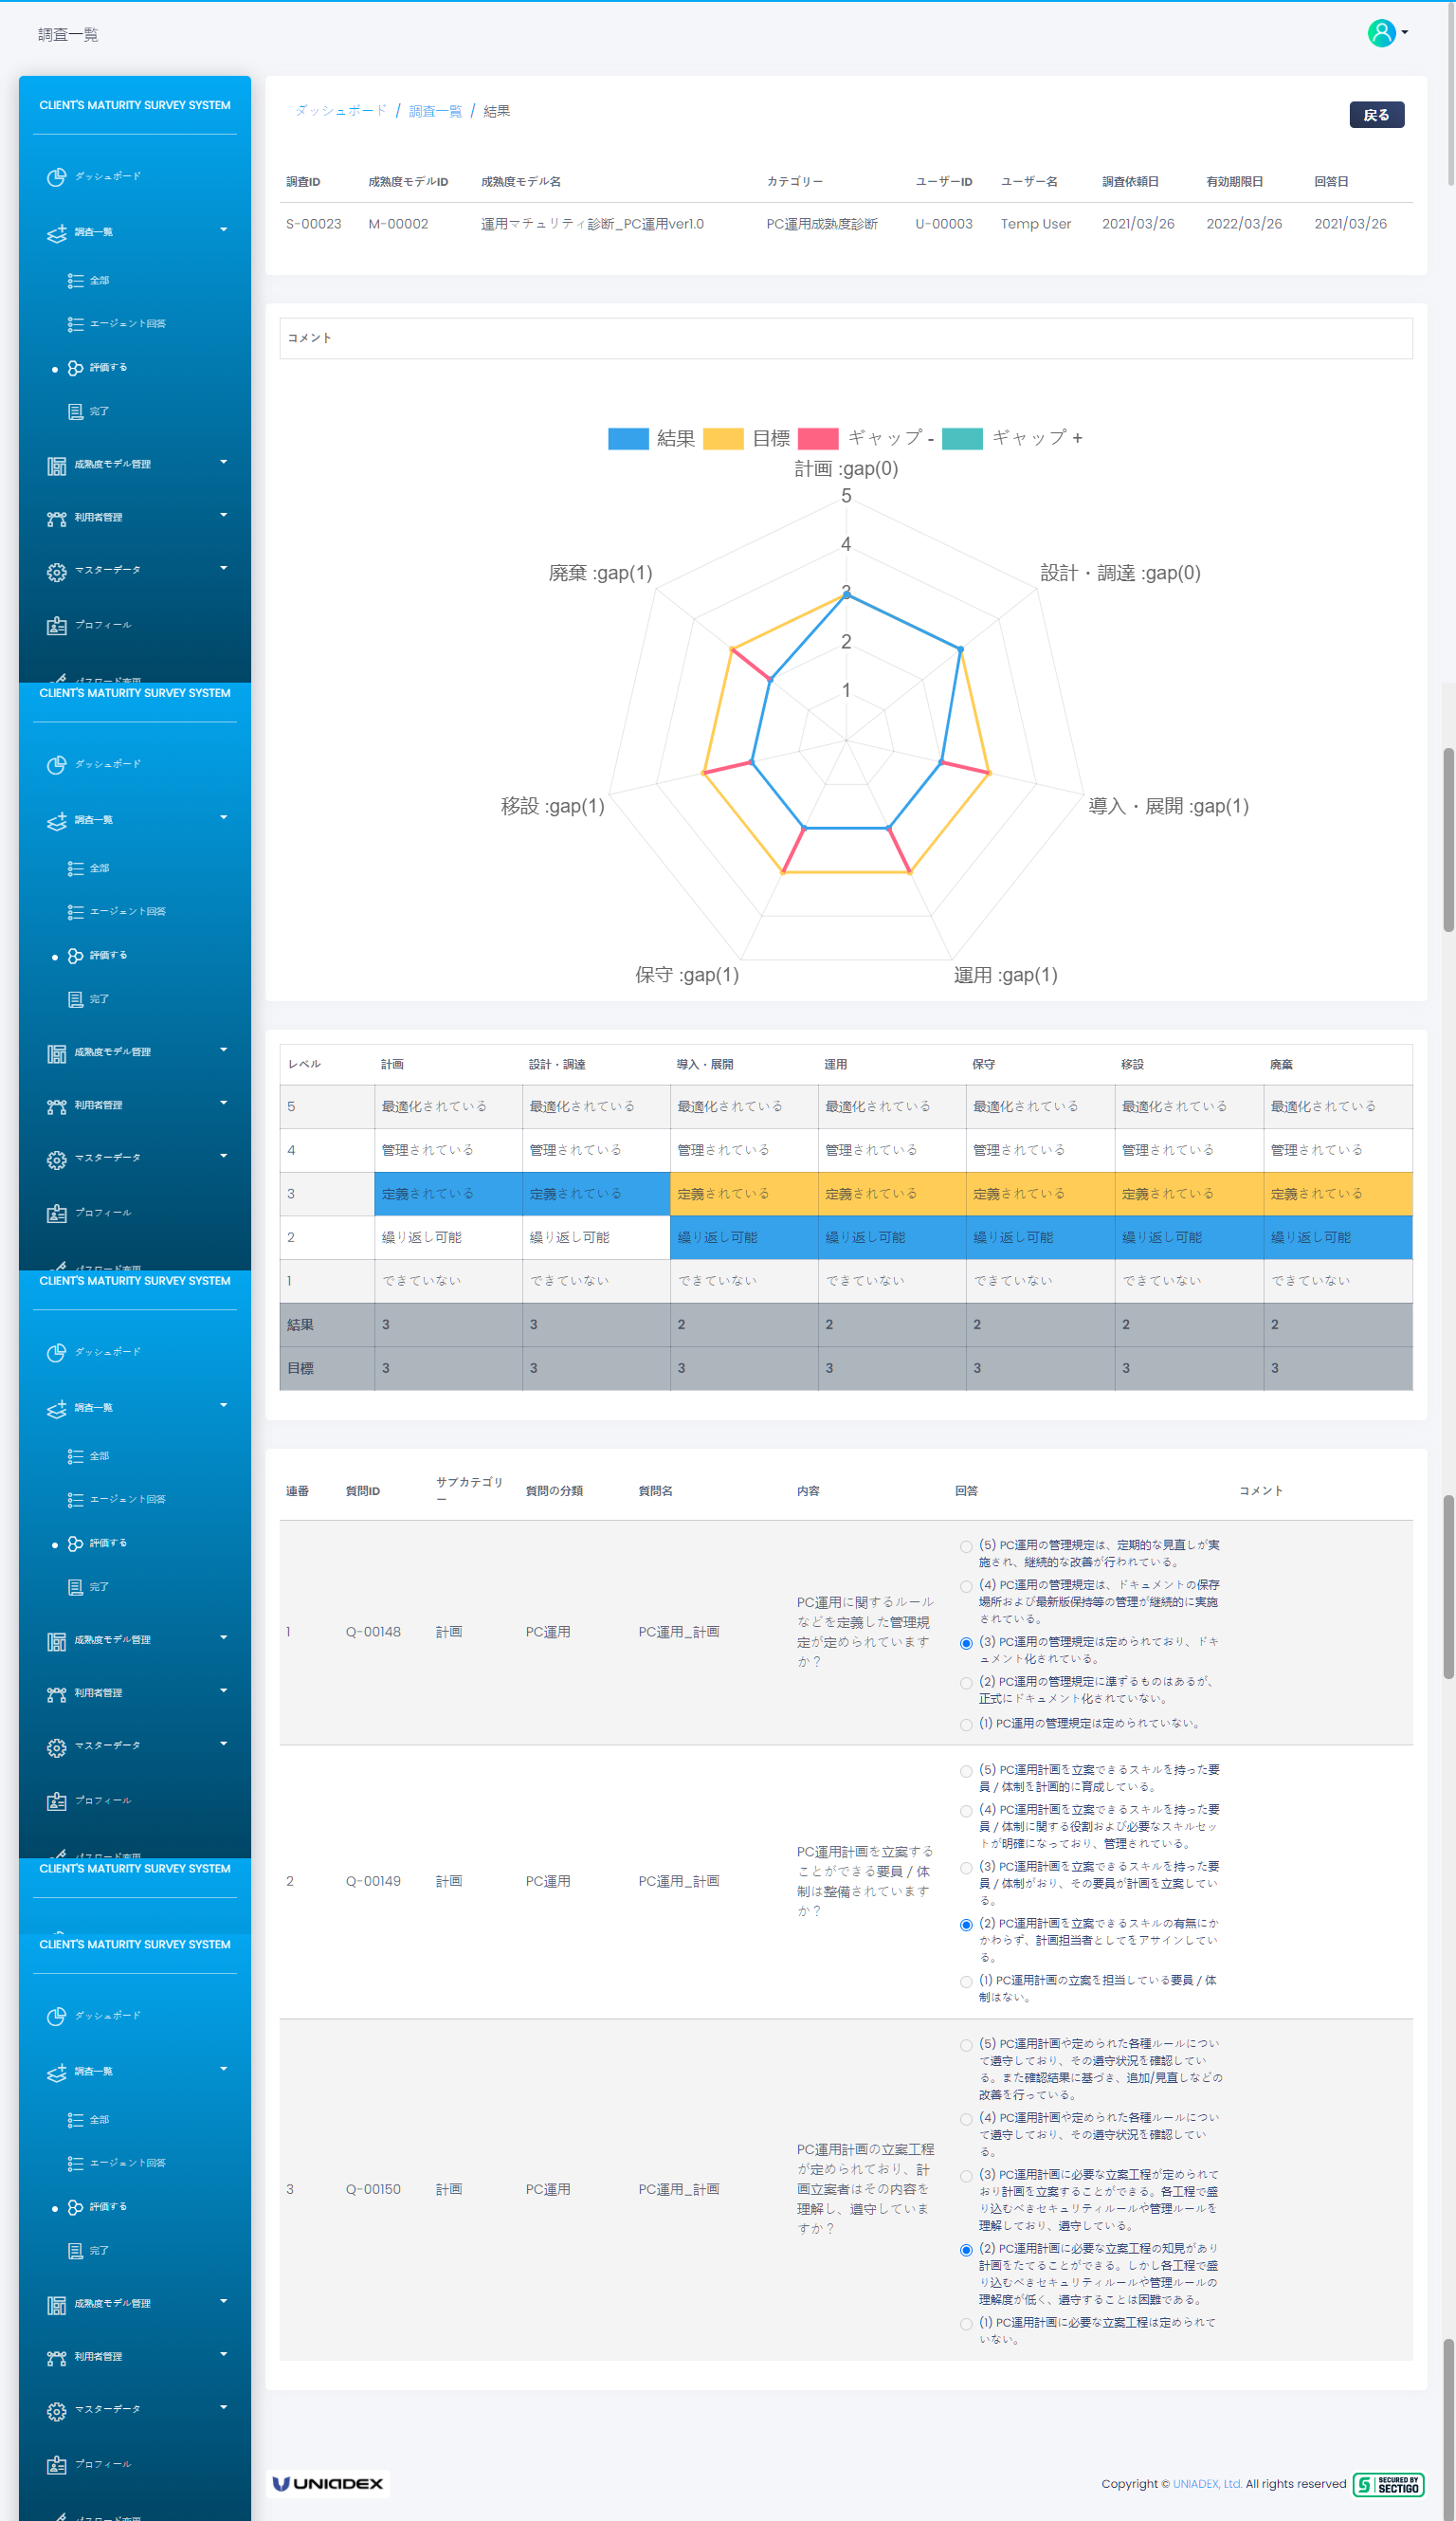 調査一覧
CLIENT'S MATURITY SURVEY SYSTEM
ダッシュボード
調査一覧
全部
エージェント回答
評価する
完了
成熟度モデル管理
利用者管理
マスターデータ
プロフィール
パスワード変更
CLIENT'S MATURITY SURVEY SYSTEM
ダッシュボード
調査一覧
全部
エージェント回答
評価する
完了
成熟度モデル管理
利用者管理
マスターデータ
プロフィール
パスワード変更
CLIENT'S MATURITY SURVEY SYSTEM
ダッシュボード
調査一覧
全部
エージェント回答
評価する
完了
成熟度モデル管理
利用者管理
マスターデータ
プロフィール
パスワード変更
CLIENT'S MATURITY SURVEY SYSTEM
CLIENT'S MATURITY SURVEY SYSTEM
ダッシュボード
調査一覧
全部
エージェント回答
評価する
完了
成熟度モデル管理
利用者管理
マスターデータ
プロフィール
パスワード変更
ダッシュボード / 調査一覧 / 結果
戻る
調査ID 成熟度モデルID 成熟度モデル名 カテゴリー ユーザーID ユーザー名 調査依頼日 有効期限日 回答日
S-00023 M-00002 運用マチュリティ診断_PC運用ver1.0 PC運用成熟度診断 U-00003 Temp User 2021/03/26 2022/03/26 2021/03/26
コメント
結果 目標 ギャップ - ギャップ +
計画 :gap(0)
5
4
廃棄 :gap(1) 設計・調達 :gap(0)
3
2
1
移設 :gap(1) 導入・展開 :gap(1)
保守 :gap(1) 運用 :gap(1)
レベル 計画 設計・調達 導入・展開 運用 保守 移設 廃棄
5 最適化されている 最適化されている 最適化されている 最適化されている 最適化されている 最適化されている 最適化されている
4 管理されている 管理されている 管理されている 管理されている 管理されている 管理されている 管理されている
3 定義されている 定義されている 定義されている 定義されている 定義されている 定義されている 定義されている
2 繰り返し可能 繰り返し可能 繰り返し可能 繰り返し可能 繰り返し可能 繰り返し可能 繰り返し可能
1 できていない できていない できていない できていない できていない できていない できていない
結果 3 3 2 2 2 2 2
目標 3 3 3 3 3 3 3
連番 質問ID サブカテゴリ
ー 質問の分類 質問名 内容 回答 コメント
1 Q-00148 計画 PC運用 PC運用_計画
PC運用に関するルール
などを定義した管理規
定が定められています
か？
(5) PC運用の管理規定は、定期的な見直しが実
施され、継続的な改善が行われている。
(4) PC運用の管理規定は、ドキュメントの保存
場所および最新版保持等の管理が継続的に実施
されている。
(3) PC運用の管理規定は定められており、ドキ
ュメント化されている。
(2) PC運用の管理規定に準ずるものはあるが、
正式にドキュメント化されていない。
(1) PC運用の管理規定は定められていない。
2 Q-00149 計画 PC運用 PC運用_計画
PC運用計画を立案する
ことができる要員 / 体
制は整備されています
か？
(5) PC運用計画を立案できるスキルを持った要
員 / 体制を計画的に育成している。
(4) PC運用計画を立案できるスキルを持った要
員 / 体制に関する役割および必要なスキルセッ
トが明確になっており、管理されている。
(3) PC運用計画を立案できるスキルを持った要
員 / 体制がおり、その要員が計画を立案してい
る。
(2) PC運用計画を立案できるスキルの有無にか
かわらず、計画担当者としてをアサインしてい
る。
(1) PC運用計画の立案を担当している要員 / 体
制はない。
3 Q-00150 計画 PC運用 PC運用_計画
PC運用計画の立案工程
が定められており、計
画立案者はその内容を
理解し、遵守していま
すか？
(5) PC運用計画や定められた各種ルールについ
て遵守しており、その遵守状況を確認してい
る。また確認結果に基づき、追加/見直しなどの
改善を行っている。
(4) PC運用計画や定められた各種ルールについ
て遵守しており、その遵守状況を確認してい
る。
(3) PC運用計画に必要な立案工程が定められて
おり計画を立案することができる。各工程で盛
り込むべきセキュリティルールや管理ルールを
理解しており、遵守している。
(2) PC運用計画に必要な立案工程の知見があり
計画をたてることができる。しかし各工程で盛
り込むべきセキュリティルールや管理ルールの
理解度が低く、遵守することは困難である。
(1) PC運用計画に必要な立案工程は定められて
いない。
UNIADEX
Copyright © UNIADEX, Ltd. All rights reserved
SECURED BY
SECTIGO